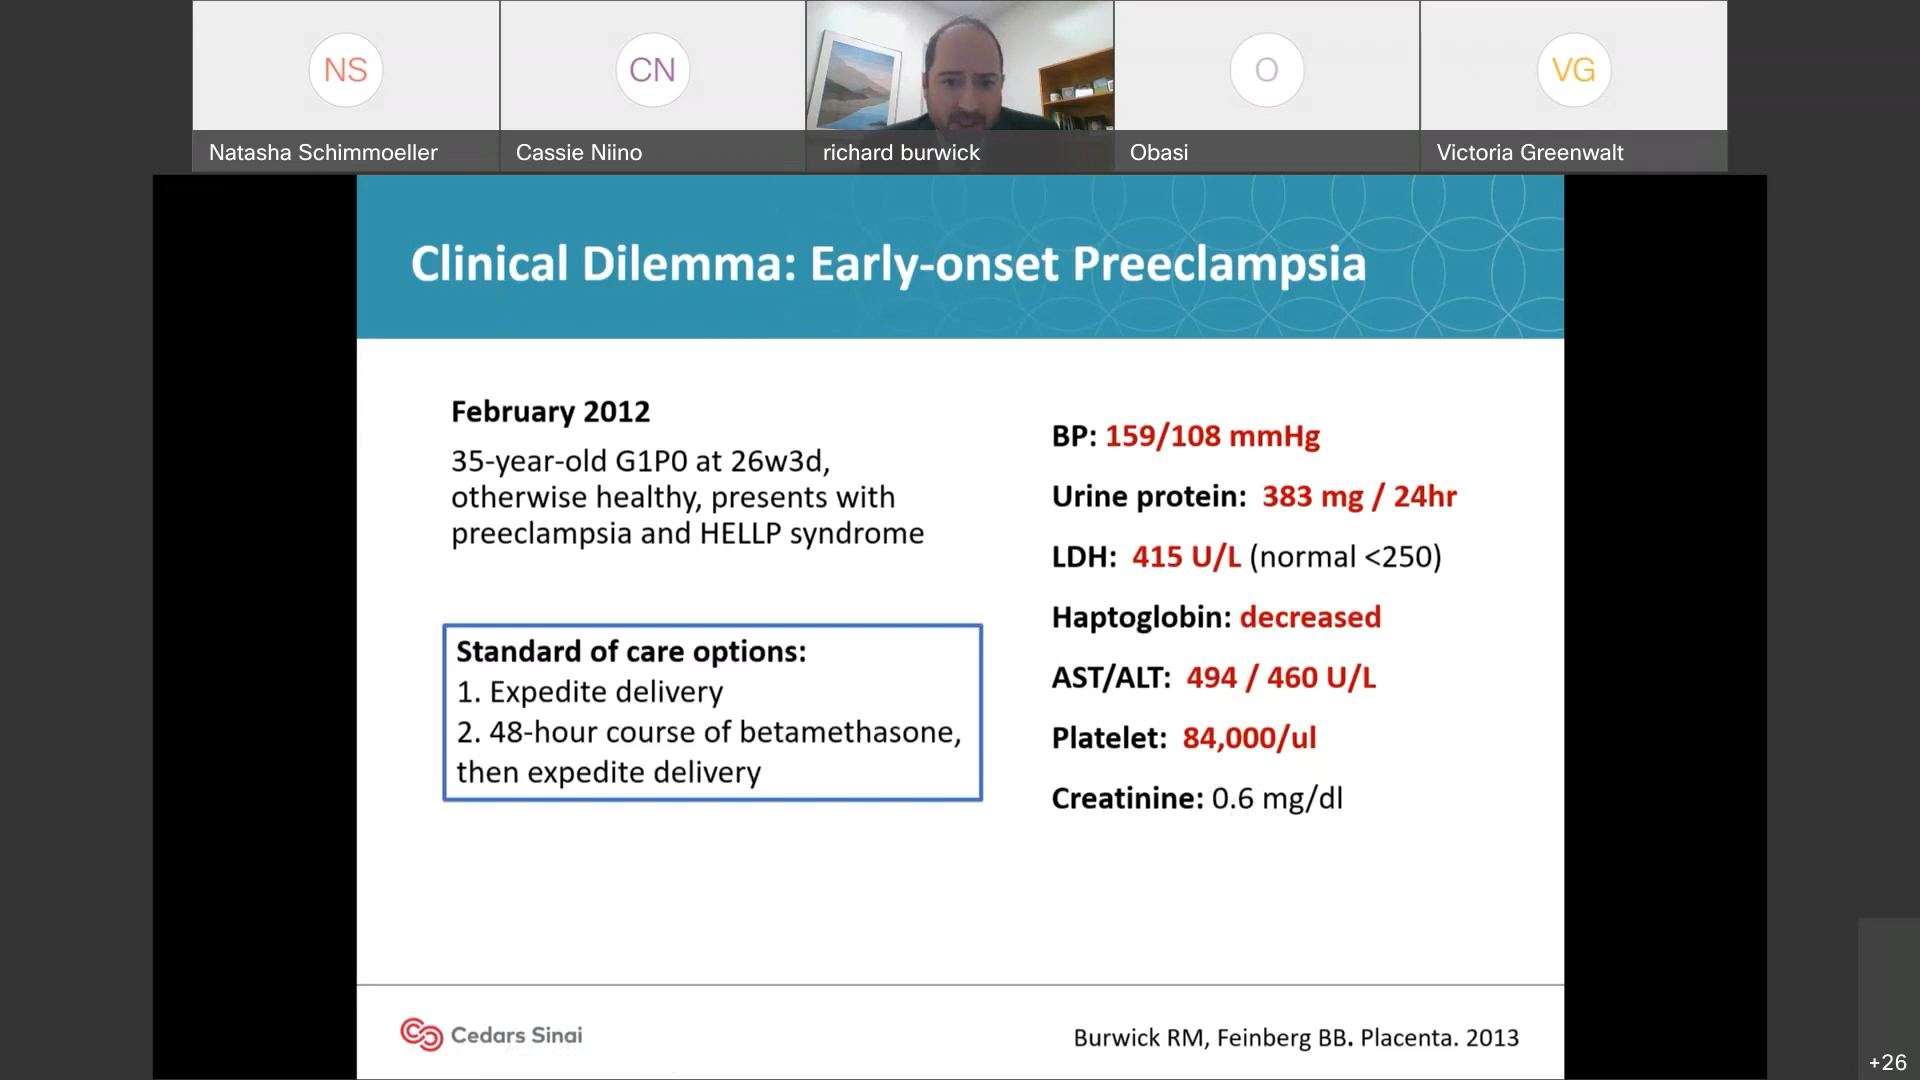 NS
CN
O
VG
Natasha Schimmoeller
Cassie Niino
richard burwick
Obasi
Victoria Greenwalt
Clinical Dilemma: Early-onset Preeclampsia
February 2012
35-year-old G1P0 at 26w3d,
otherwise healthy, presents with
preeclampsia and HELLP syndrome
Standard of care options:
1. Expedite delivery
2. 48-hour course of betamethasone,
then expedite delivery
BP: 159/108 mmHg
Urine protein: 383 mg / 24hr
LDH: 415 U/L (normal <250)
Haptoglobin: decreased
AST/ALT: 494 / 460 U/L
Platelet: 84,000/ul
Creatinine: 0.6 mg/dl
Cedars Sinai
Burwick RM, Feinberg BB. Placenta. 2013
+26